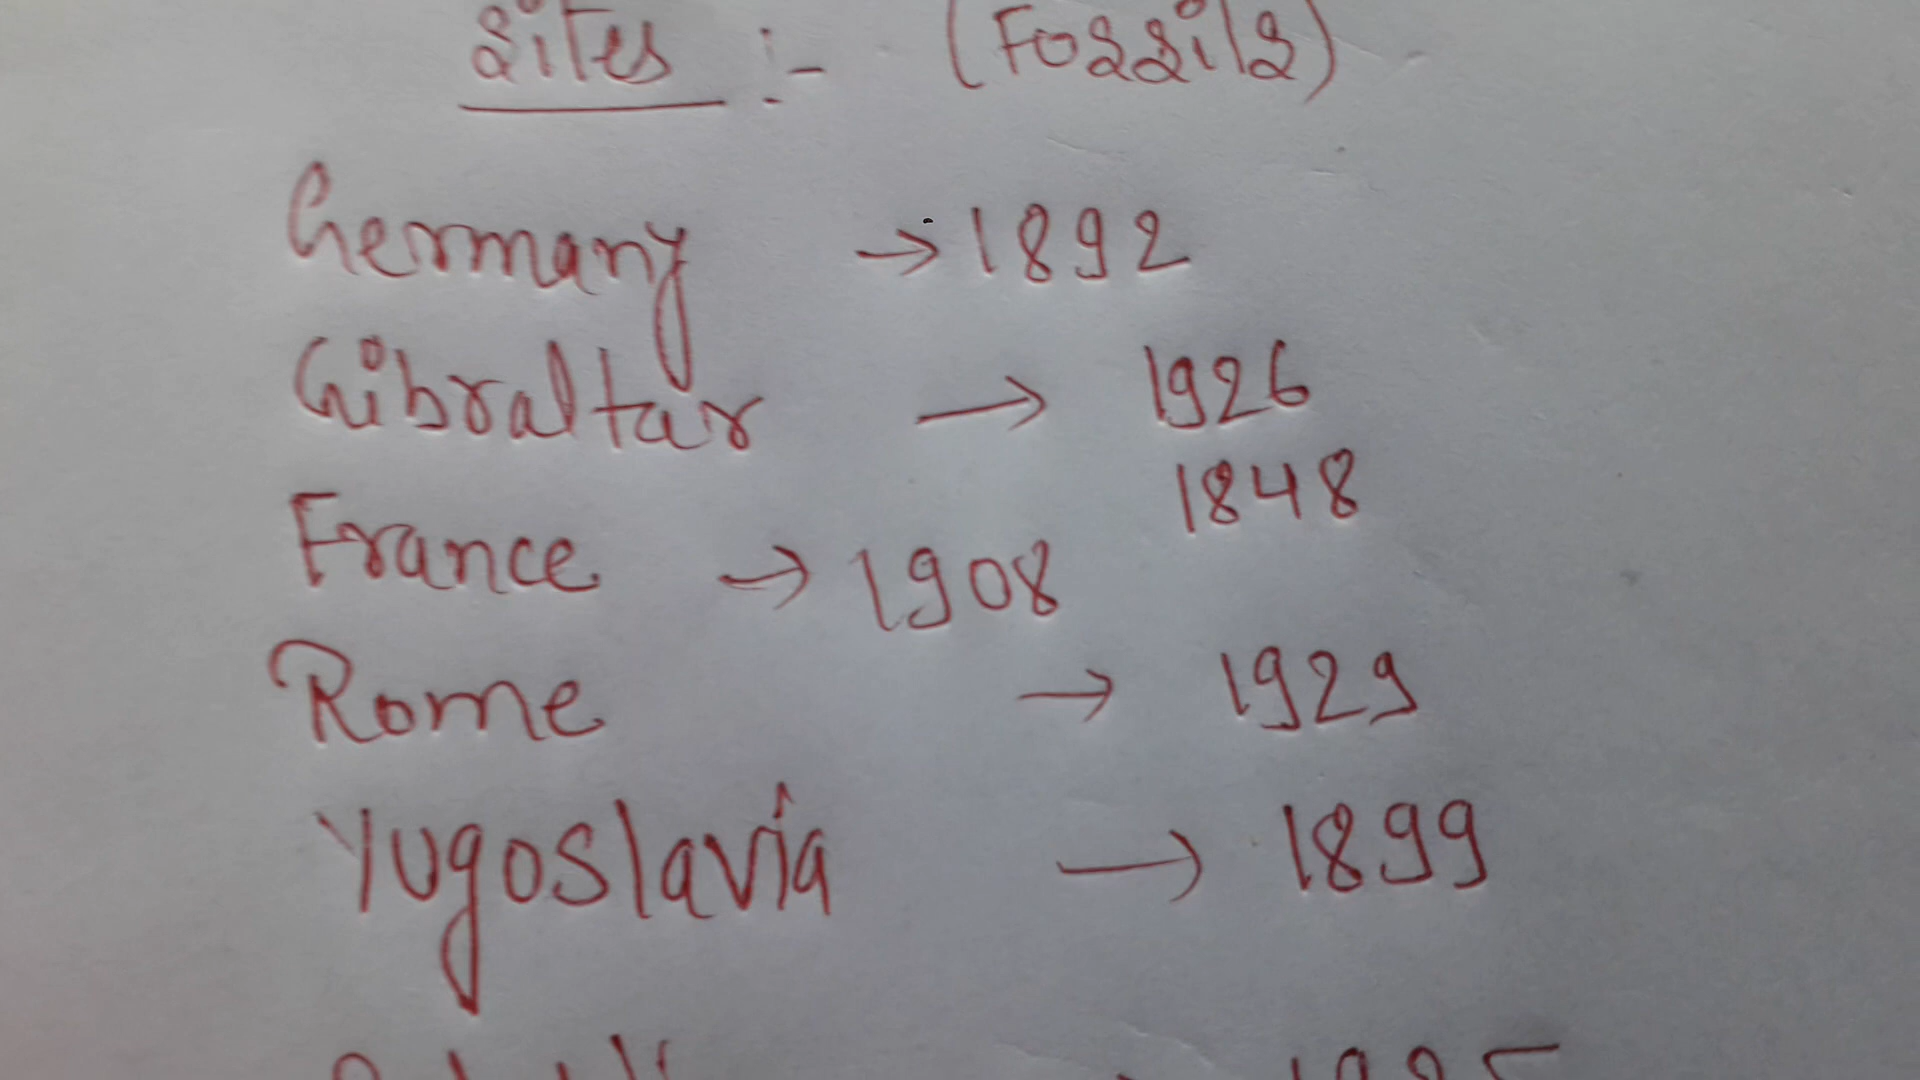 Sites :- (Fossils)
Germany → 1892
Gibraltar → 1926
1848
France → 1908
Rome → 1929
Yugoslavia → 1899